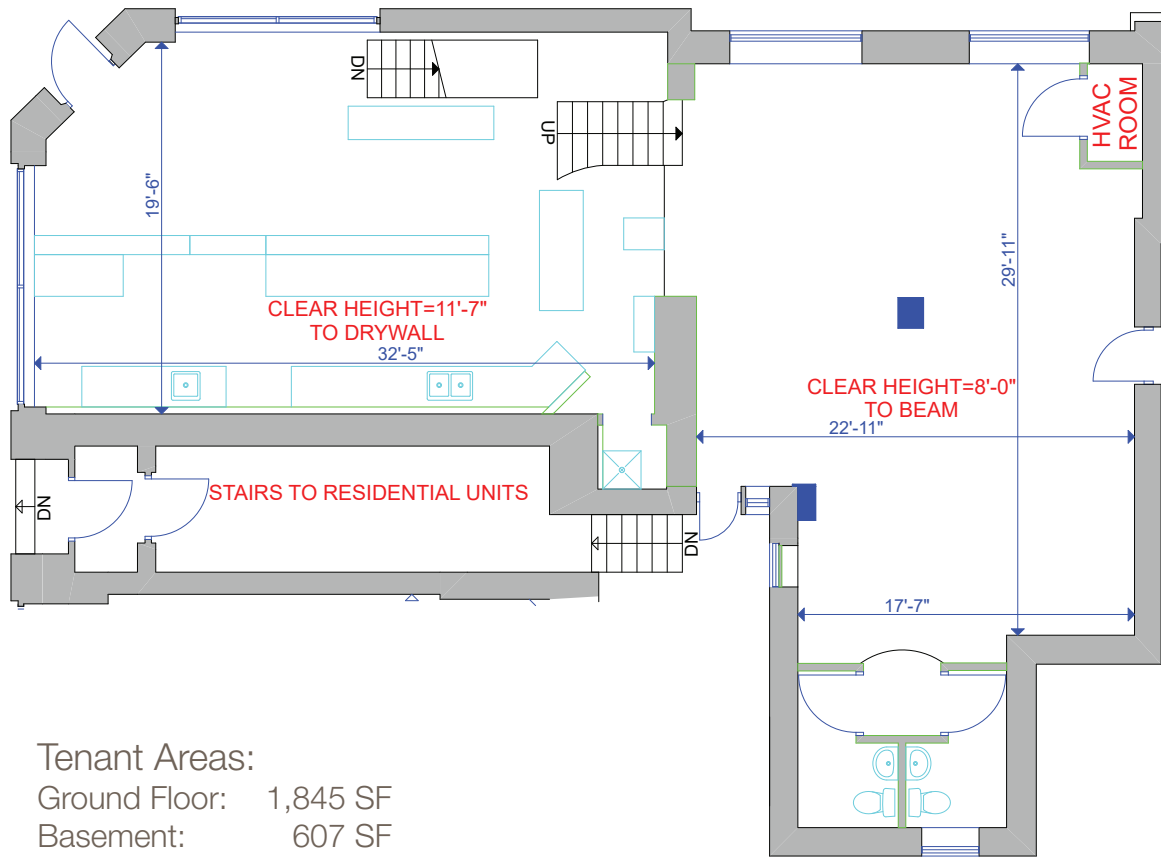 DN
UP
HVAC
ROOM
19'-6"
29'-11"
CLEAR HEIGHT=11'-7"
TO DRYWALL
32'-5"
CLEAR HEIGHT=8'-0"
TO BEAM
22'-11"
DN
STAIRS TO RESIDENTIAL UNITS
DN
17'-7"
Tenant Areas:
Ground Floor: 1,845 SF
Basement: 607 SF